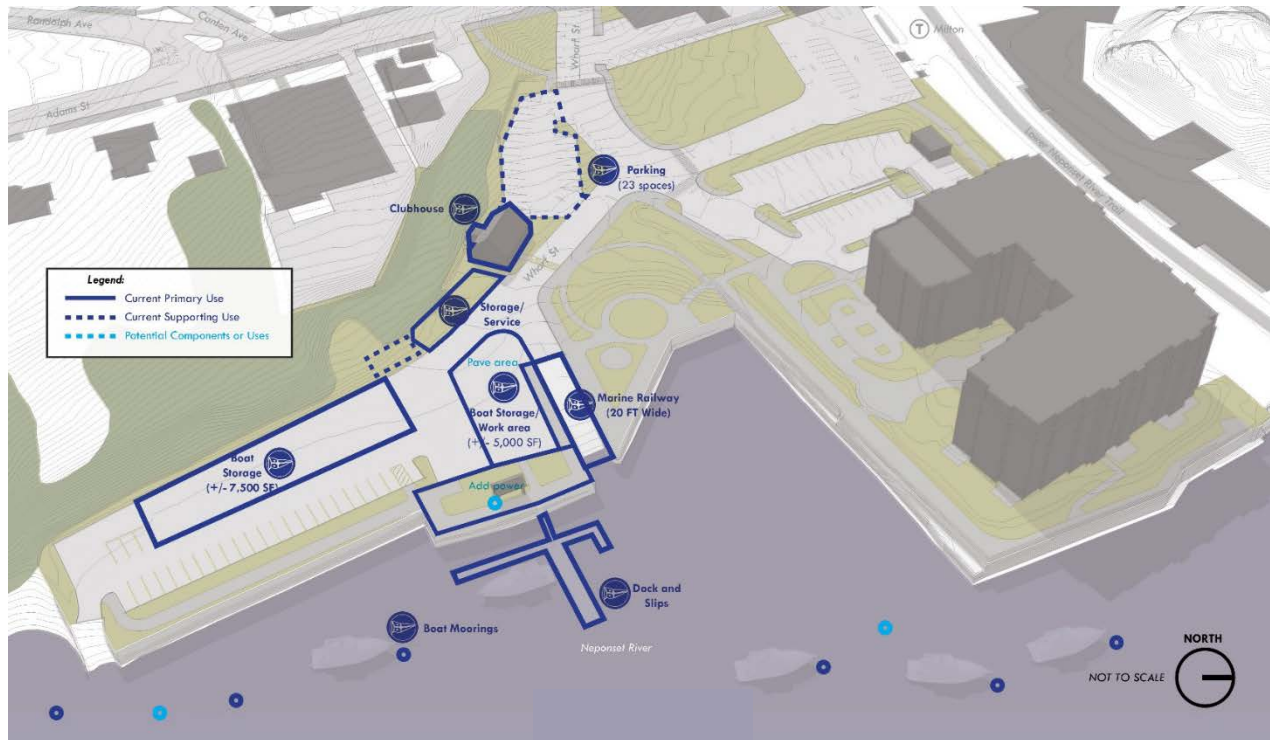 Randolph Ave
Canton Ave
Wharf St
T
Milton
Adams St
Lower Neponset River Trail
Parking
(23 spaces)
Clubhouse
Wharf St
Legend:
Current Primary Use
Current Supporting Use
Potential Components or Uses
Storage/
Service
Pave area
Boat Storage/
Work area
(+/- 5,000 SF)
Marine Railway
(20 FT Wide)
Boat
Storage
(+/- 7,500 SF)
Add power
Dock and
Slips
Boat Moorings
Neponset River
NORTH
NOT TO SCALE